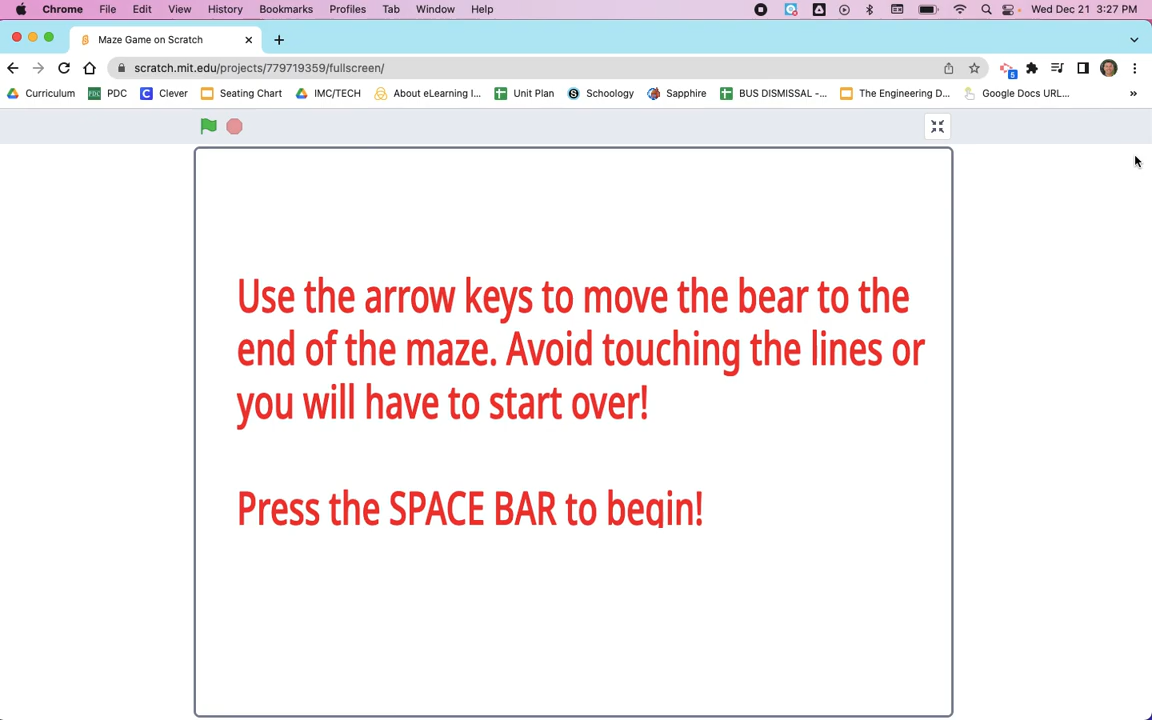 Chrome File Edit View History Bookmarks Profiles Tab Window Help Wed Dec 21 3:27 PM
Maze Game on Scratch
scratch.mit.edu/projects/779719359/fullscreen/
5
Curriculum PDC PDC Clever Seating Chart IMC/TECH About eLearning I... Unit Plan S Schoology Sapphire BUS DISMISSAL -... The Engineering D... Google Docs URL... »
Use the arrow keys to move the bear to the
end of the maze. Avoid touching the lines or
you will have to start over!
Press the SPACE BAR to begin!